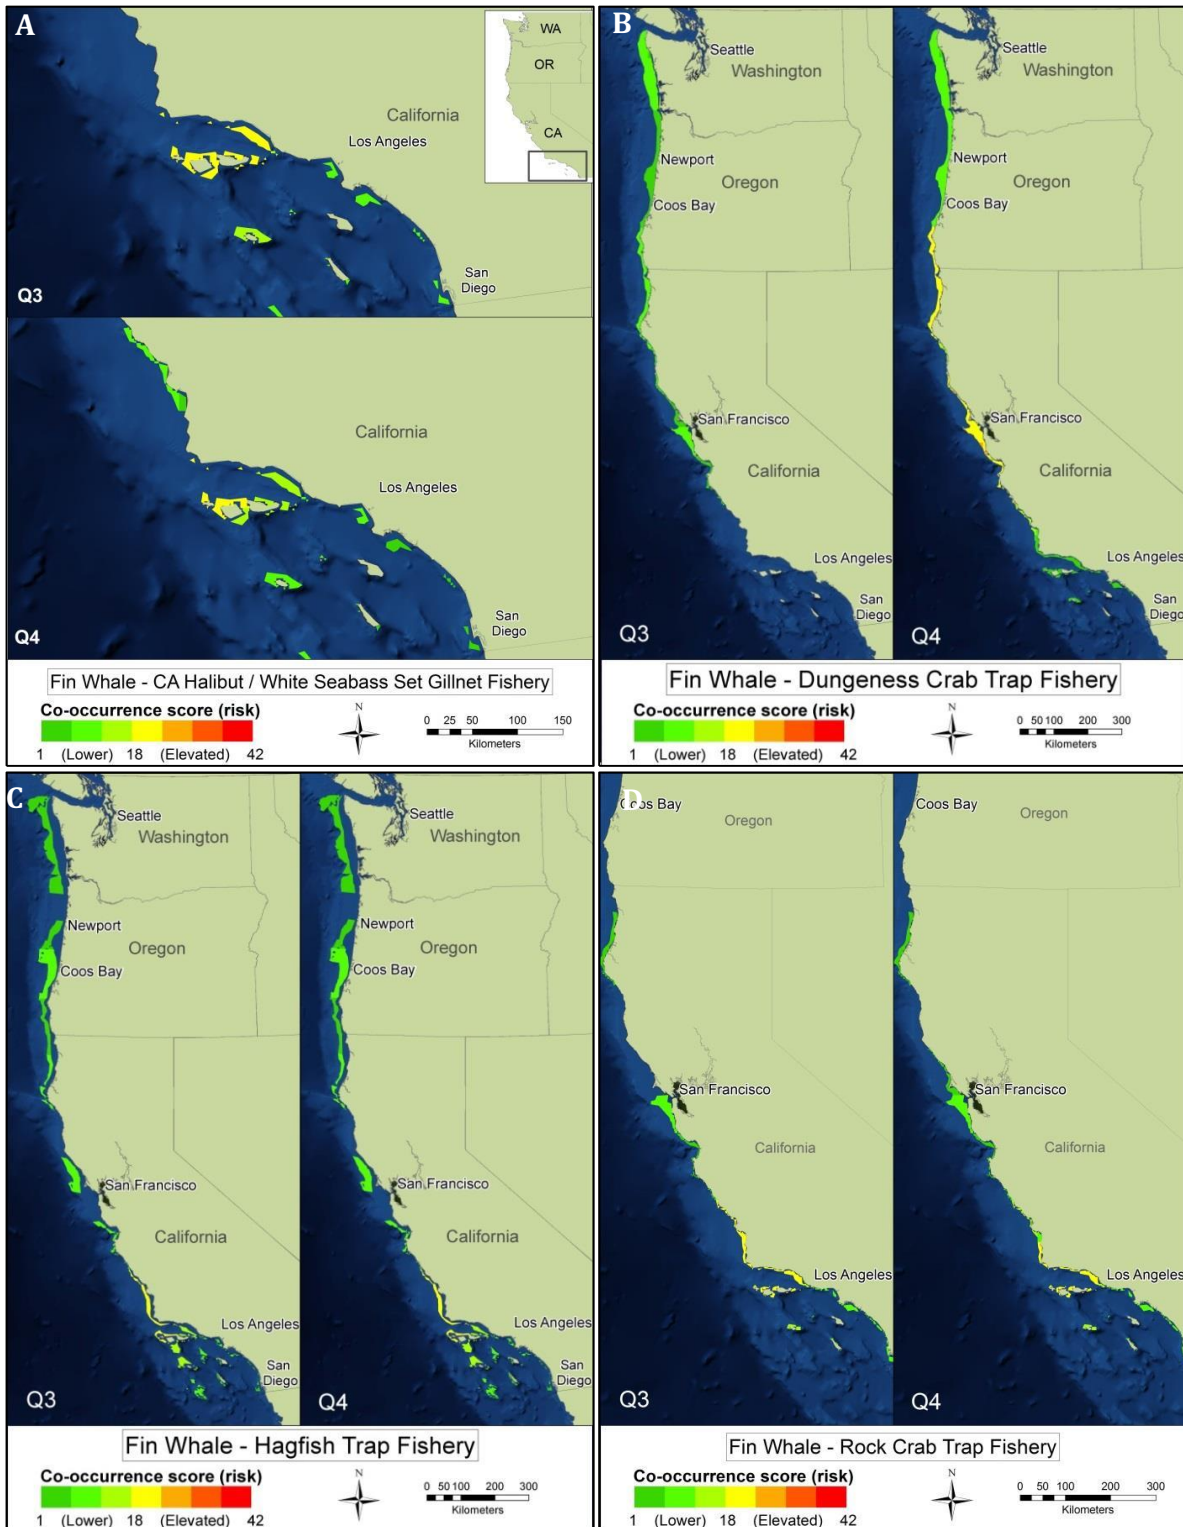 A
WA
OR
CA
California
Los Angeles
San
Diego
Q3
California
Los Angeles
San
Diego
Q4
Fin Whale - CA Halibut / White Seabass Set Gillnet Fishery
Co-occurrence score (risk)
1 (Lower) 18 (Elevated) 42
N
0 25 50 100 150
Kilometers
B
Seattle
Washington
Newport
Oregon
Coos Bay
San Francisco
California
Los Angeles
San
Diego
Q3
Seattle
Washington
Newport
Oregon
Coos Bay
San Francisco
California
Los Angeles
San
Diego
Q4
Fin Whale - Dungeness Crab Trap Fishery
Co-occurrence score (risk)
1 (Lower) 18 (Elevated) 42
N
0 50 100 200 300
Kilometers
C
Seattle
Washington
Newport
Oregon
Coos Bay
San Francisco
California
Los Angeles
San
Diego
Q3
Seattle
Washington
Newport
Oregon
Coos Bay
San Francisco
California
Los Angeles
San
Diego
Q4
Fin Whale - Hagfish Trap Fishery
Co-occurrence score (risk)
1 (Lower) 18 (Elevated) 42
N
0 50 100 200 300
Kilometers
D
Coos Bay
Oregon
San Francisco
California
Los Angeles
Q3
Coos Bay
Oregon
San Francisco
California
Los Angeles
Q4
Fin Whale - Rock Crab Trap Fishery
Co-occurrence score (risk)
1 (Lower) 18 (Elevated) 42
N
0 50 100 200 300
Kilometers